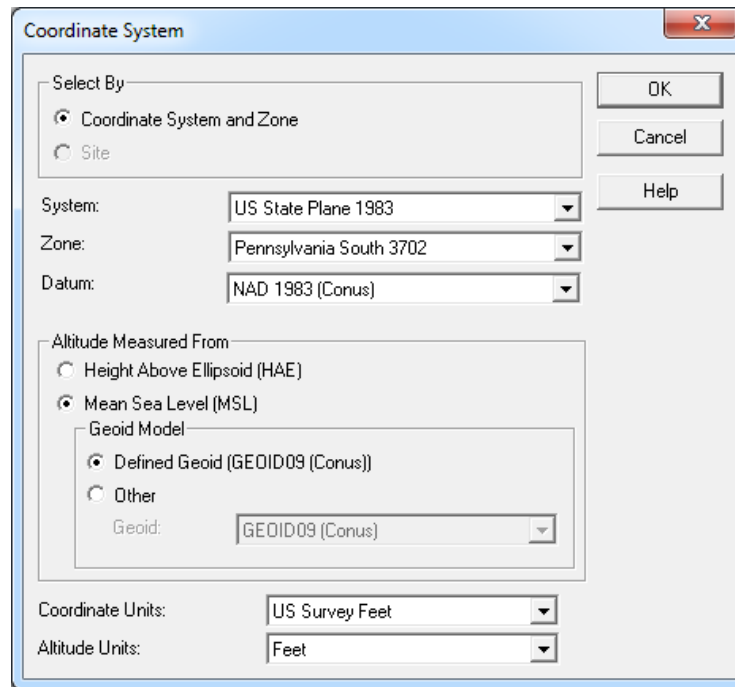 Coordinate System
Select By
Coordinate System and Zone
Site
OK
Cancel
Help
System:
US State Plane 1983
Zone:
Pennsylvania South 3702
Datum:
NAD 1983 (Conus)
Altitude Measured From
Height Above Ellipsoid (HAE)
Mean Sea Level (MSL)
Geoid Model
Defined Geoid (GEOID09 (Conus))
Other
Geoid:
GEOID09 (Conus)
Coordinate Units:
US Survey Feet
Altitude Units:
Feet